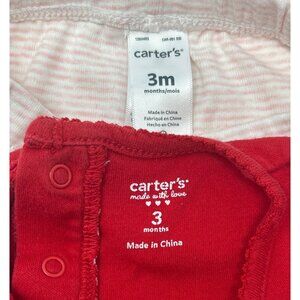 carter's®
3m
months/mois
Made in China
Fabriqué en China
Hecho en China
carter's®
made with love
3
months
Made in China